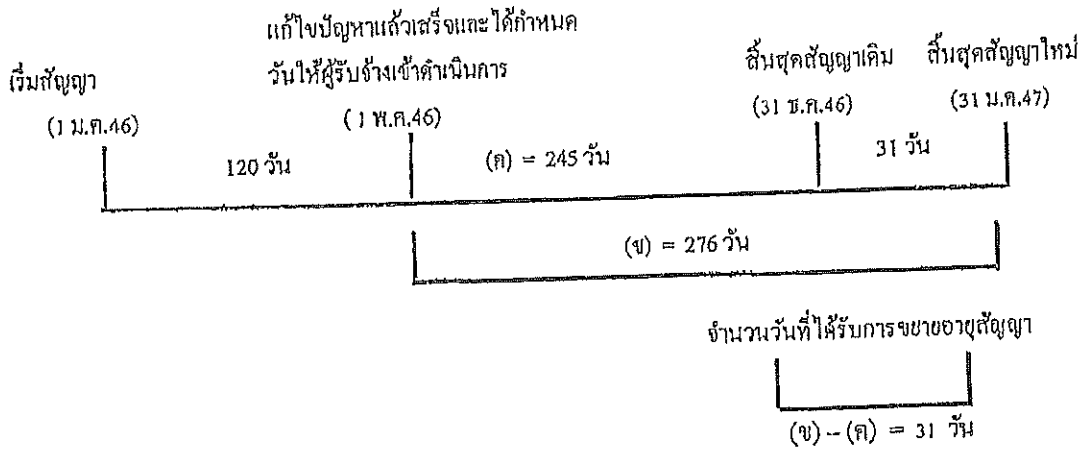 แก้ไขปัญหาแล้วเสร็จและได้กำหนด
วันให้ผู้รับจ้างเข้าดำเนินการ
เริ่มสัญญา
สิ้นสุดสัญญาเดิม
สิ้นสุดสัญญาใหม่
(1 ม.ค.46)
(1 พ.ค.46)
(31 ธ.ค.46)
(31 ม.ค.47)
120 วัน
(ค) = 245 วัน
31 วัน
(ข) = 276 วัน
จำนวนวันที่ได้รับการขยายอายุสัญญา
(ข) – (ค) = 31 วัน